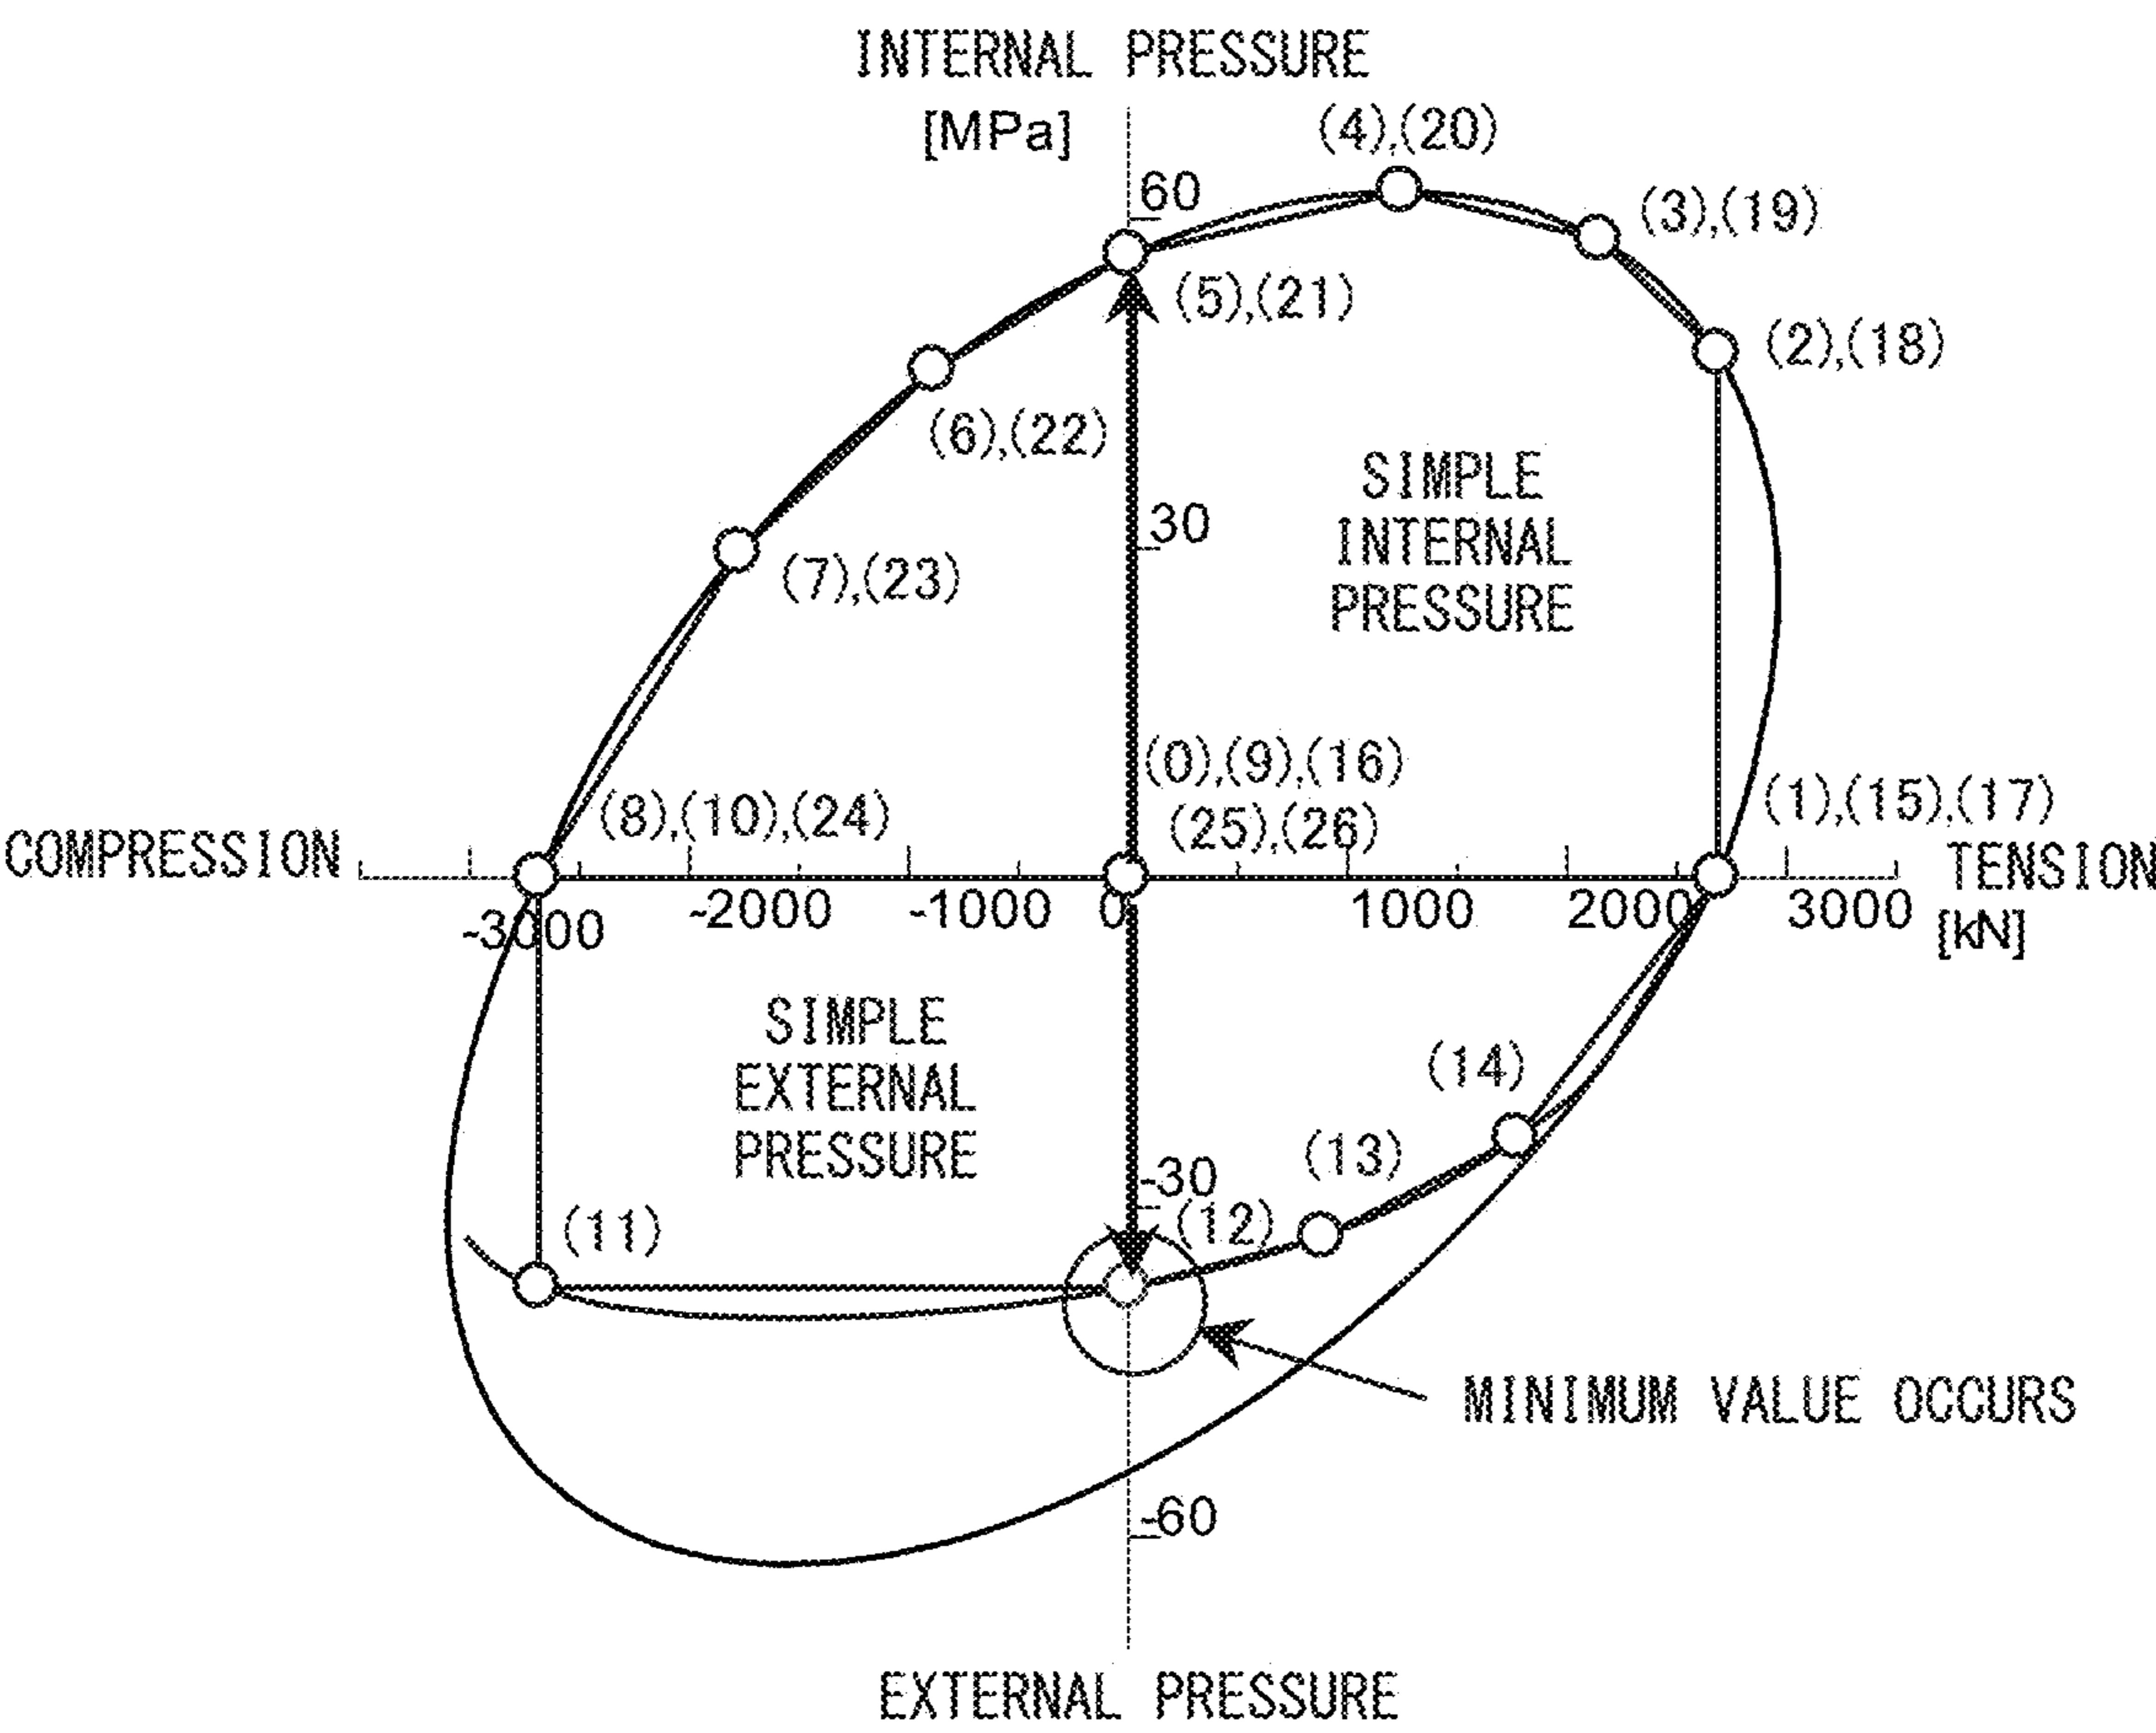 INTERNAL PRESSURE
[MPa]
(4),(20)
60
(3),(19)
(5),(21)
(2),(18)
(6),(22)
SIMPLE
INTERNAL
PRESSURE
30
(7),(23)
(0),(9),(16)
(25),(26)
(8),(10),(24)
(1),(15),(17)
COMPRESSION
TENSION
[kN]
-3000
-2000
-1000
0
1000
2000
3000
SIMPLE
EXTERNAL
PRESSURE
(14)
(13)
-30
(12)
(11)
MINIMUM VALUE OCCURS
-60
EXTERNAL PRESSURE